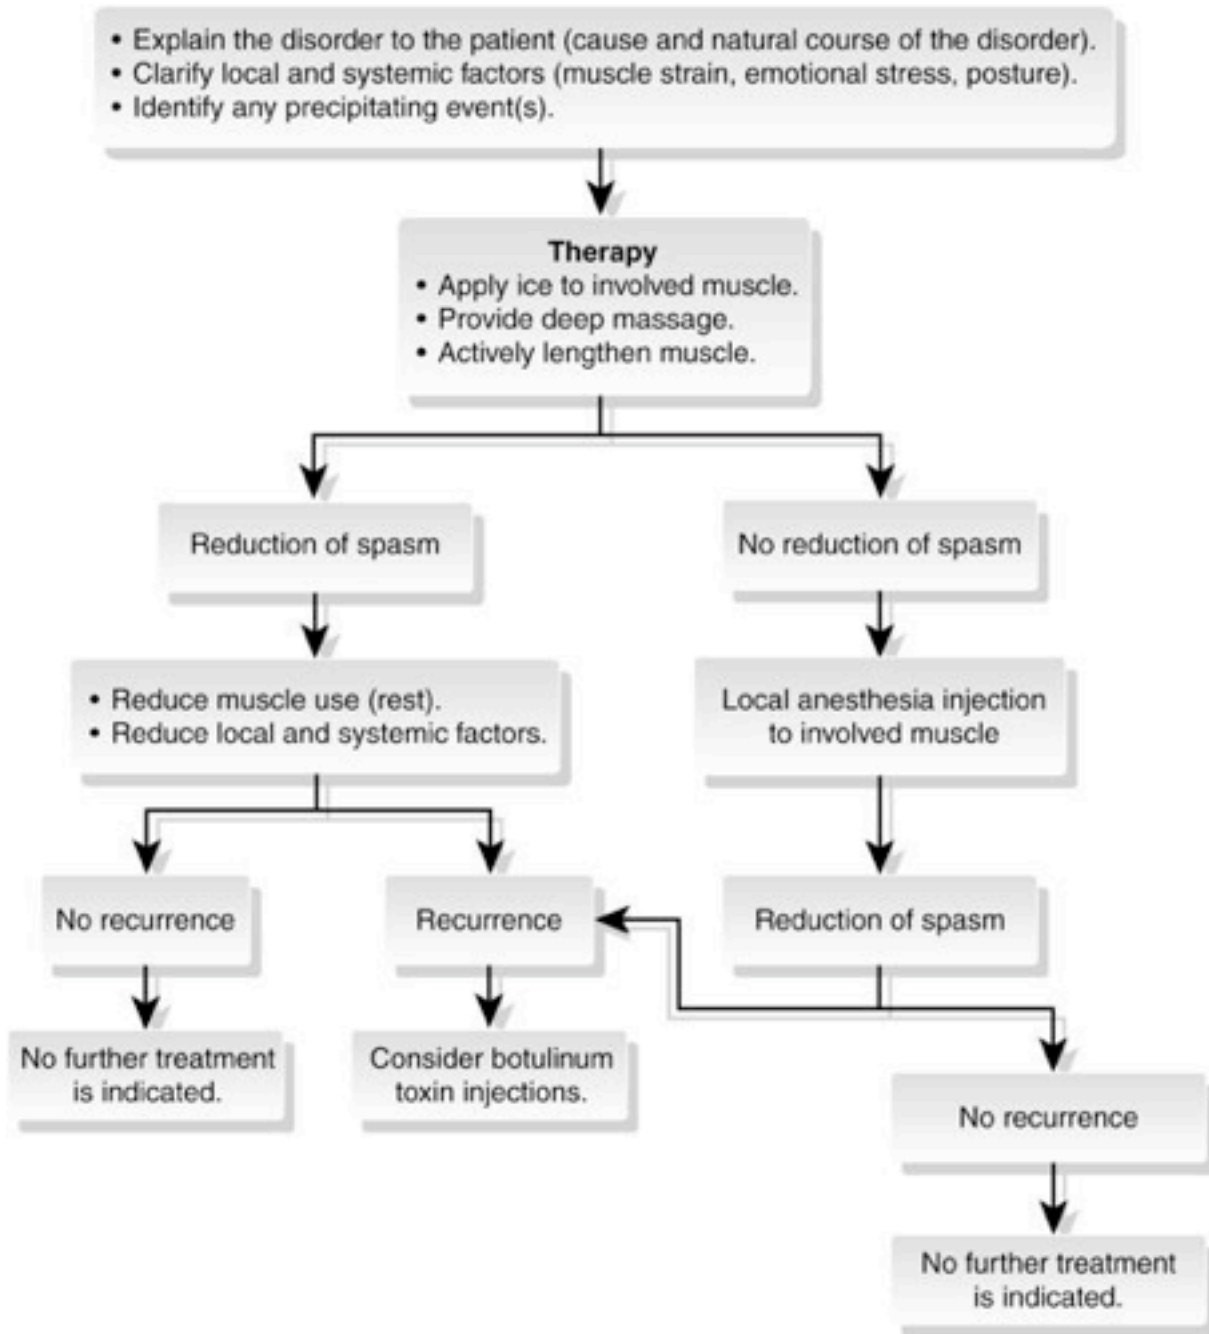 • Explain the disorder to the patient (cause and natural course of the disorder).
• Clarify local and systemic factors (muscle strain, emotional stress, posture).
• Identify any precipitating event(s).
Therapy
• Apply ice to involved muscle.
• Provide deep massage.
• Actively lengthen muscle.
Reduction of spasm
No reduction of spasm
• Reduce muscle use (rest).
• Reduce local and systemic factors.
Local anesthesia injection
to involved muscle
No recurrence
Recurrence
Reduction of spasm
No further treatment
is indicated.
Consider botulinum
toxin injections.
No recurrence
No further treatment
is indicated.